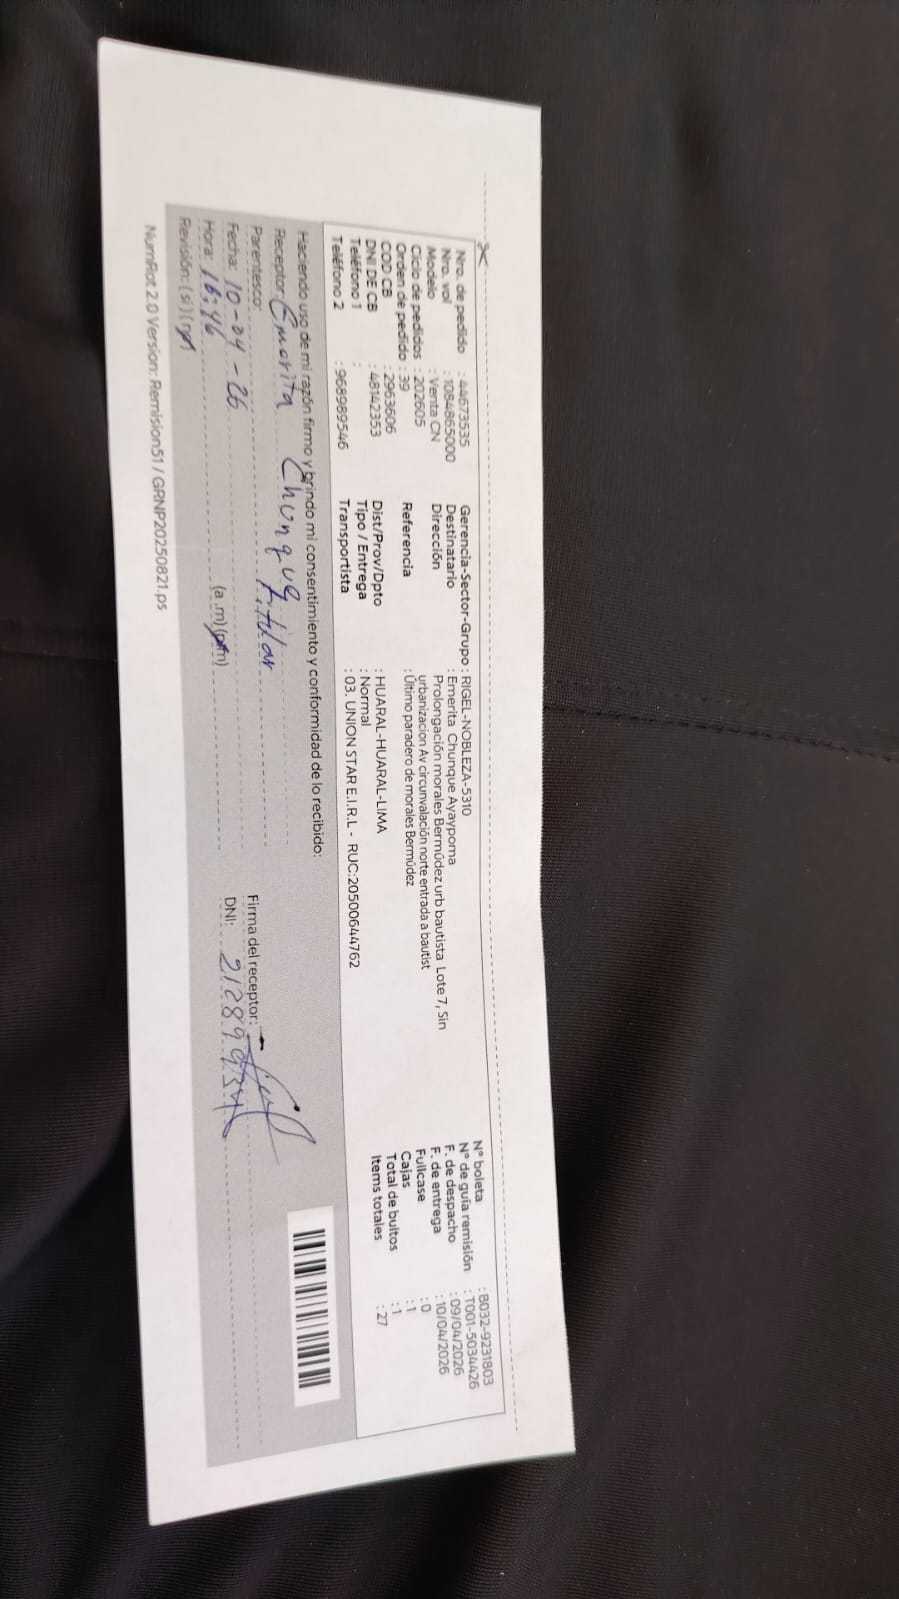 Nro. de pedido : 44673535
Nro. vol : 1084865000
Modelo : Venta CN
Ciclo de pedidos : 202605
Orden de pedido : 39
COD CB : 2963606
DNI DE CB : 48142353
Teléfono 1 :
Teléfono 2 : 968989546
Gerencia-Sector-Grupo : RIGEL-NOBLEZA-5310
Destinatario : Emerita Chunque Ayaypoma
Dirección : Prolongación morales Bermúdez urb bautista Lote 7, Sin
urbanizacion Av circunvalación norte entrada a bautist
Referencia : Último paradero de morales Bermúdez
Dist/Prov/Dpto : HUARAL-HUARAL-LIMA
Tipo / Entrega : Normal
Transportista : 03. UNION STAR E.I.R.L - RUC:20500644762
N° boleta : B032-9231803
N° de guía remisión : T001-5034426
F. de despacho : 09/04/2026
F. de entrega : 10/04/2026
Fullcase : 0
Cajas : 1
Total de bultos : 1
Items totales : 27
Haciendo uso de mi razón firmo y brindo mi consentimiento y conformidad de lo recibido:
Receptor: Emerita Chunque
Parentesco: Titular
Fecha: 10-04-26
Hora: 16:46 (a.m)(p.m)
Revisión: (si)(no)
Firma del receptor:
DNI:
NumRot 2.0 Version: Remision51 / GRNP20250821.ps